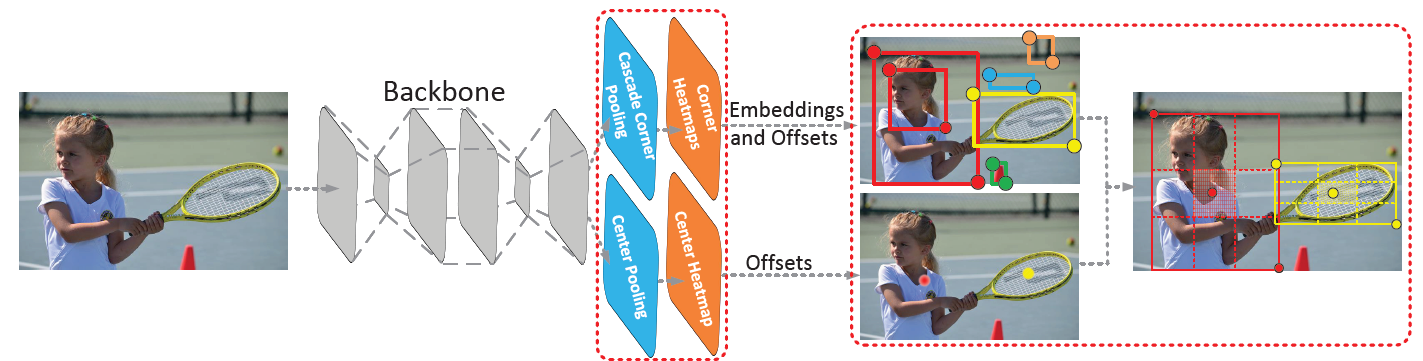 Backbone
Cascade Corner
Pooling
Corner
Heatmaps
Embeddings
and Offsets
Center Pooling
Center Heatmap
Offsets